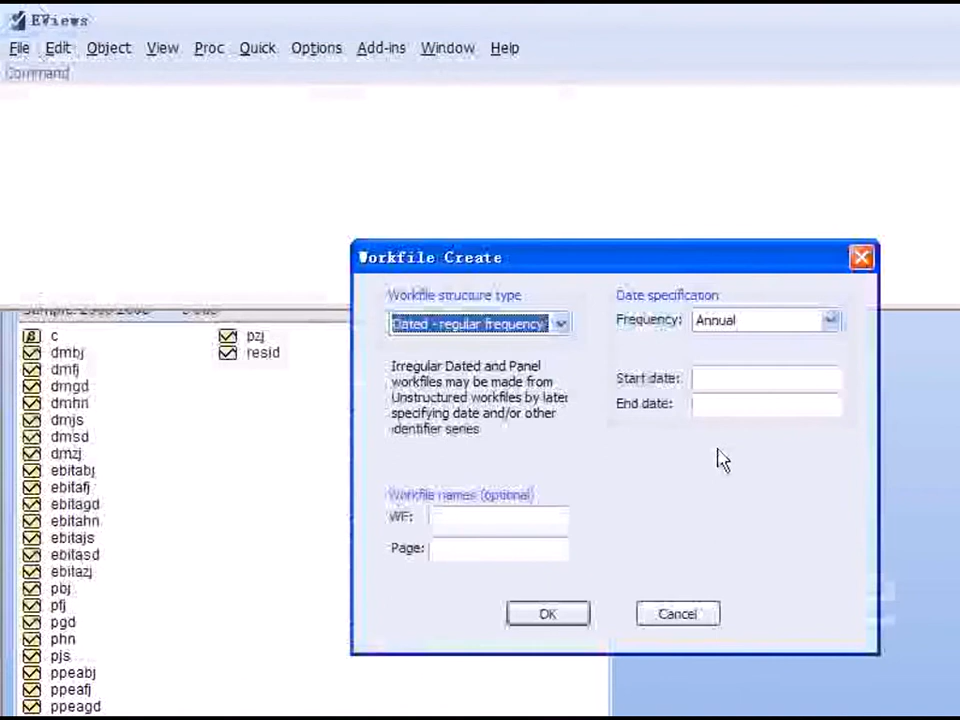 EViews
File Edit Object View Proc Quick Options Add-ins Window Help
Command
Workfile Create
Workfile structure type
Dated - regular frequency
Irregular Dated and Panel
workfiles may be made from
Unstructured workfiles by later
specifying date and/or other
identifier series
Date specification
Frequency: Annual
Start date:
End date:
Workfile names (optional)
WF:
Page:
OK Cancel
c
dmbj
dmfj
dmgd
dmhn
dmjs
dmsd
dmzj
ebitabj
ebitafj
ebitagd
ebitahn
ebitajs
ebitasd
ebitazj
pbj
pfj
pgd
phn
pjs
ppeabj
ppeafj
ppeagd
pzj
resid